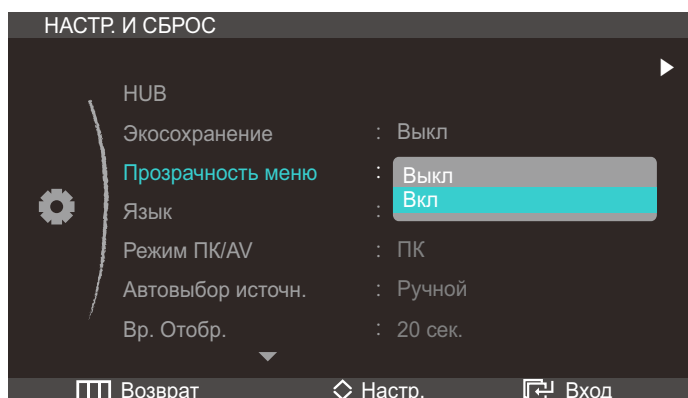 НАСТР. И СБРОС
HUB
Экосохранение : Выкл
Прозрачность меню : Выкл
Вкл
Язык :
Режим ПК/AV : ПК
Автовыбор источн. : Ручной
Вр. Отобр. : 20 сек.
Возврат Настр. Вход